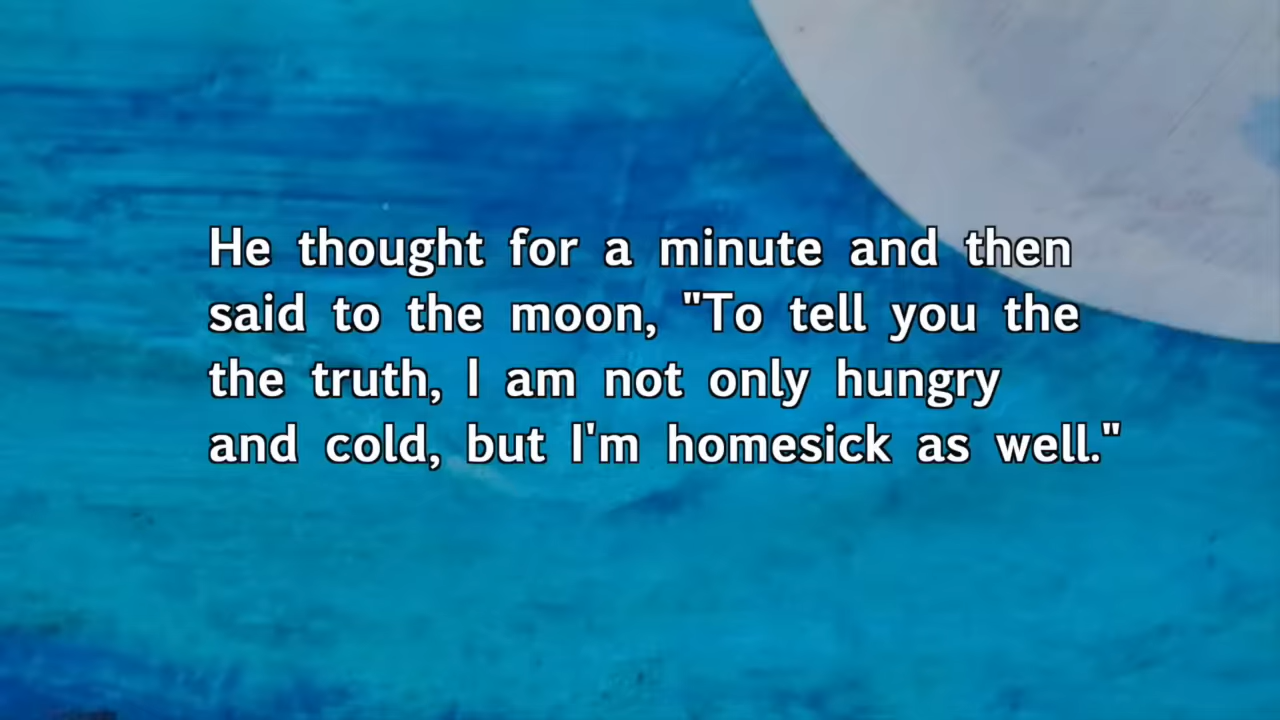 He thought for a minute and then
said to the moon, "To tell you the
the truth, I am not only hungry
and cold, but I'm homesick as well."